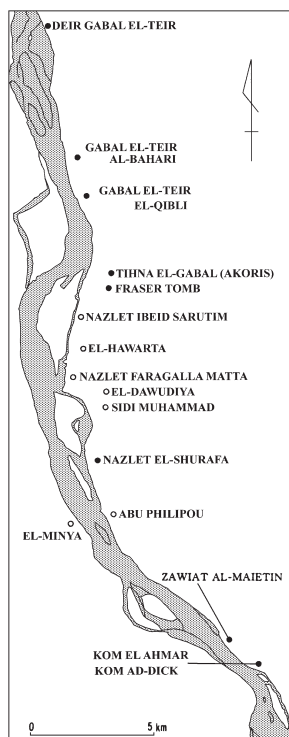 DEIR GABAL EL-TEIR
GABAL EL-TEIR
AL-BAHARI
GABAL EL-TEIR
EL-QIBLI
TIHNA EL-GABAL (AKORIS)
FRASER TOMB
NAZLET IBEID SARUTIM
EL-HAWARTA
NAZLET FARAGALLA MATTA
EL-DAWUDIYA
SIDI MUHAMMAD
NAZLET EL-SHURAFA
ABU PHILIPOU
EL-MINYA
ZAWIAT AL-MAIETIN
KOM EL AHMAR
KOM AD-DICK
0 5 km